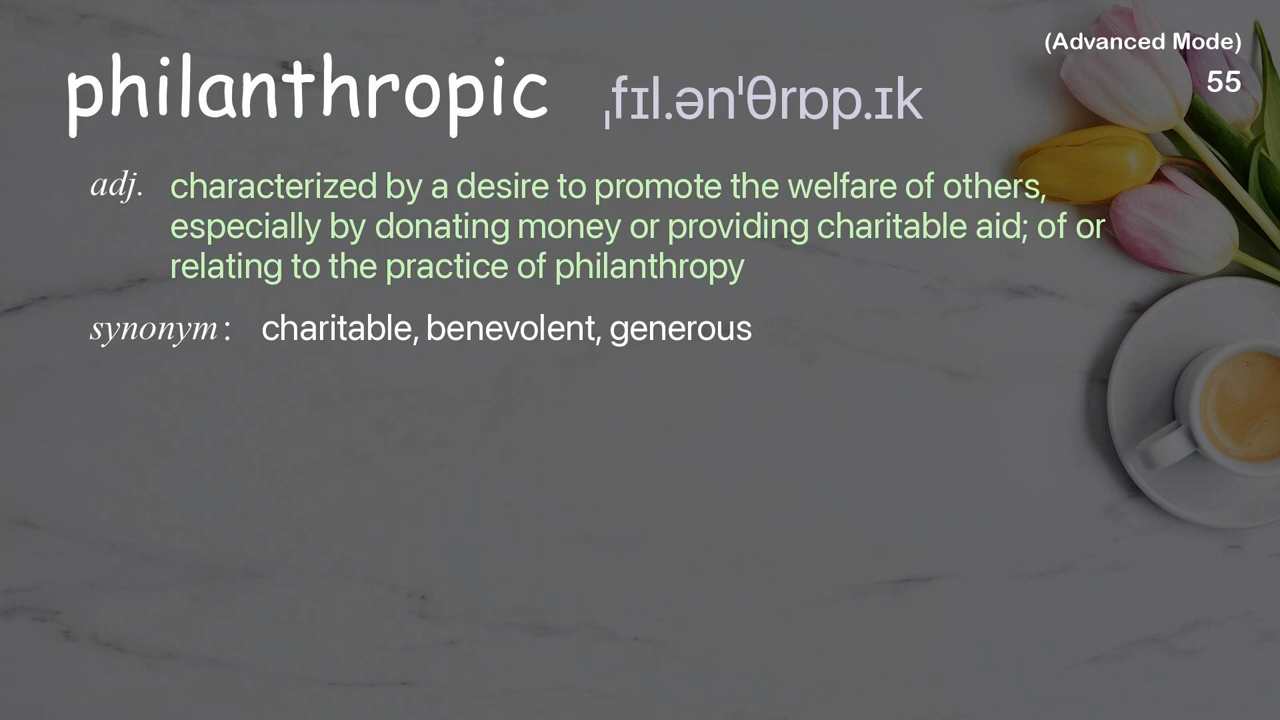 (Advanced Mode)
55
philanthropic ˌfɪl.ənˈθrɒp.ɪk
adj. characterized by a desire to promote the welfare of others,
especially by donating money or providing charitable aid; of or
relating to the practice of philanthropy
synonym: charitable, benevolent, generous